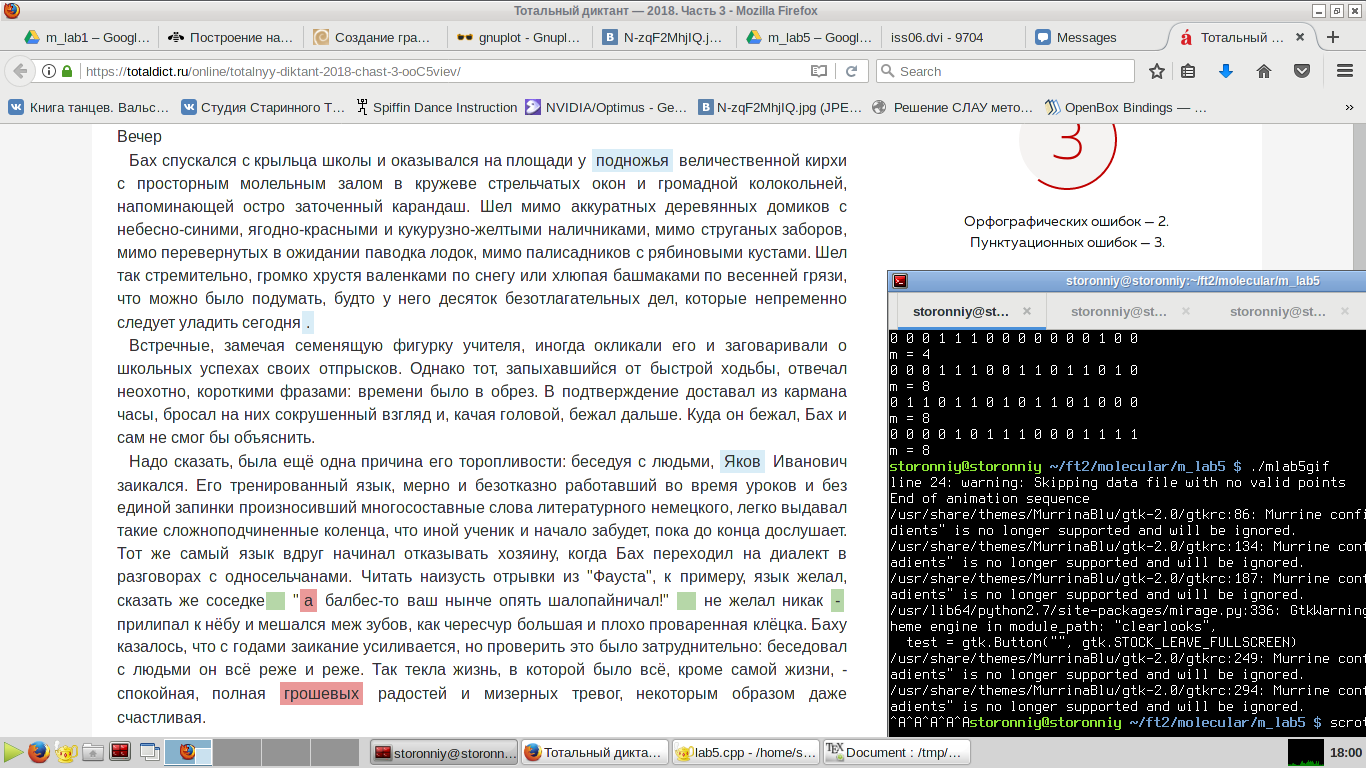 Тотальный диктант — 2018. Часть 3 - Mozilla Firefox
m_lab1 – Googl…
Построение на…
Создание гра…
gnuplot - Gnupl…
N-zqF2MhjIQ.j…
m_lab5 – Googl…
iss06.dvi - 9704
Messages
Тотальный …
https://totaldict.ru/online/totalnyy-diktant-2018-chast-3-ooC5viev/
Search
Книга танцев. Вальс…
Студия Старинного Т…
Spiffin Dance Instruction
NVIDIA/Optimus - Ge…
N-zqF2MhjIQ.jpg (JPE…
Решение СЛАУ мето…
OpenBox Bindings — …
Вечер
Бах спускался с крыльца школы и оказывался на площади у подножья величественной кирхи
с просторным молельным залом в кружеве стрельчатых окон и громадной колокольней,
напоминающей остро заточенный карандаш. Шел мимо аккуратных деревянных домиков с
небесно-синими, ягодно-красными и кукурузно-желтыми наличниками, мимо струганых заборов,
мимо перевернутых в ожидании паводка лодок, мимо палисадников с рябиновыми кустами. Шел
так стремительно, громко хрустя валенками по снегу или хлюпая башмаками по весенней грязи,
что можно было подумать, будто у него десяток безотлагательных дел, которые непременно
следует уладить сегодня .
Встречные, замечая семенящую фигурку учителя, иногда окликали его и заговаривали о
школьных успехах своих отпрысков. Однако тот, запыхавшийся от быстрой ходьбы, отвечал
неохотно, короткими фразами: времени было в обрез. В подтверждение доставал из кармана
часы, бросал на них сокрушенный взгляд и, качая головой, бежал дальше. Куда он бежал, Бах и
сам не смог бы объяснить.
Надо сказать, была ещё одна причина его торопливости: беседуя с людьми, Яков Иванович
заикался. Его тренированный язык, мерно и безотказно работавший во время уроков и без
единой запинки произносивший многосоставные слова литературного немецкого, легко выдавал
такие сложноподчиненные коленца, что иной ученик и начало забудет, пока до конца дослушает.
Тот же самый язык вдруг начинал отказывать хозяину, когда Бах переходил на диалект в
разговорах с односельчанами. Читать наизусть отрывки из "Фауста", к примеру, язык желал,
сказать же соседке "а балбес-то ваш нынче опять шалопайничал!" не желал никак -
прилипал к нёбу и мешался меж зубов, как чересчур большая и плохо проваренная клёцка. Баху
казалось, что с годами заикание усиливается, но проверить это было затруднительно: беседовал
с людьми он всё реже и реже. Так текла жизнь, в которой было всё, кроме самой жизни, -
спокойная, полная грошевых радостей и мизерных тревог, некоторым образом даже
счастливая.
3
Орфографических ошибок — 2.
Пунктуационных ошибок — 3.
storonniy@storonniy:~/ft2/molecular/m_lab5
storonniy@st…
storonniy@st…
storonniy@st…
0 0 0 1 1 1 0 0 0 0 0 0 0 1 0 0
m = 4
0 0 0 1 1 1 0 0 1 1 0 1 1 0 1 0
m = 8
0 1 1 0 1 1 0 1 0 1 1 0 1 0 0 0
m = 8
0 0 0 0 1 0 1 1 1 0 0 0 1 1 1 1
m = 8
storonniy@storonniy ~/ft2/molecular/m_lab5 $ ./mlab5gif
line 24: warning: Skipping data file with no valid points
End of animation sequence
/usr/share/themes/MurrinaBlu/gtk-2.0/gtkrc:86: Murrine confi
dients" is no longer supported and will be ignored.
/usr/share/themes/MurrinaBlu/gtk-2.0/gtkrc:134: Murrine conf
adients" is no longer supported and will be ignored.
/usr/share/themes/MurrinaBlu/gtk-2.0/gtkrc:187: Murrine conf
adients" is no longer supported and will be ignored.
/usr/lib64/python2.7/site-packages/mirage.py:336: GtkWarning
heme engine in module_path: "clearlooks",
test = gtk.Button("", gtk.STOCK_LEAVE_FULLSCREEN)
/usr/share/themes/MurrinaBlu/gtk-2.0/gtkrc:249: Murrine conf
adients" is no longer supported and will be ignored.
/usr/share/themes/MurrinaBlu/gtk-2.0/gtkrc:294: Murrine conf
adients" is no longer supported and will be ignored.
^A^A^A^A^Astoronniy@storonniy ~/ft2/molecular/m_lab5 $ scrot
storonniy@storonn…
Тотальный дикта…
lab5.cpp - /home/s…
Document : /tmp/…
18:00